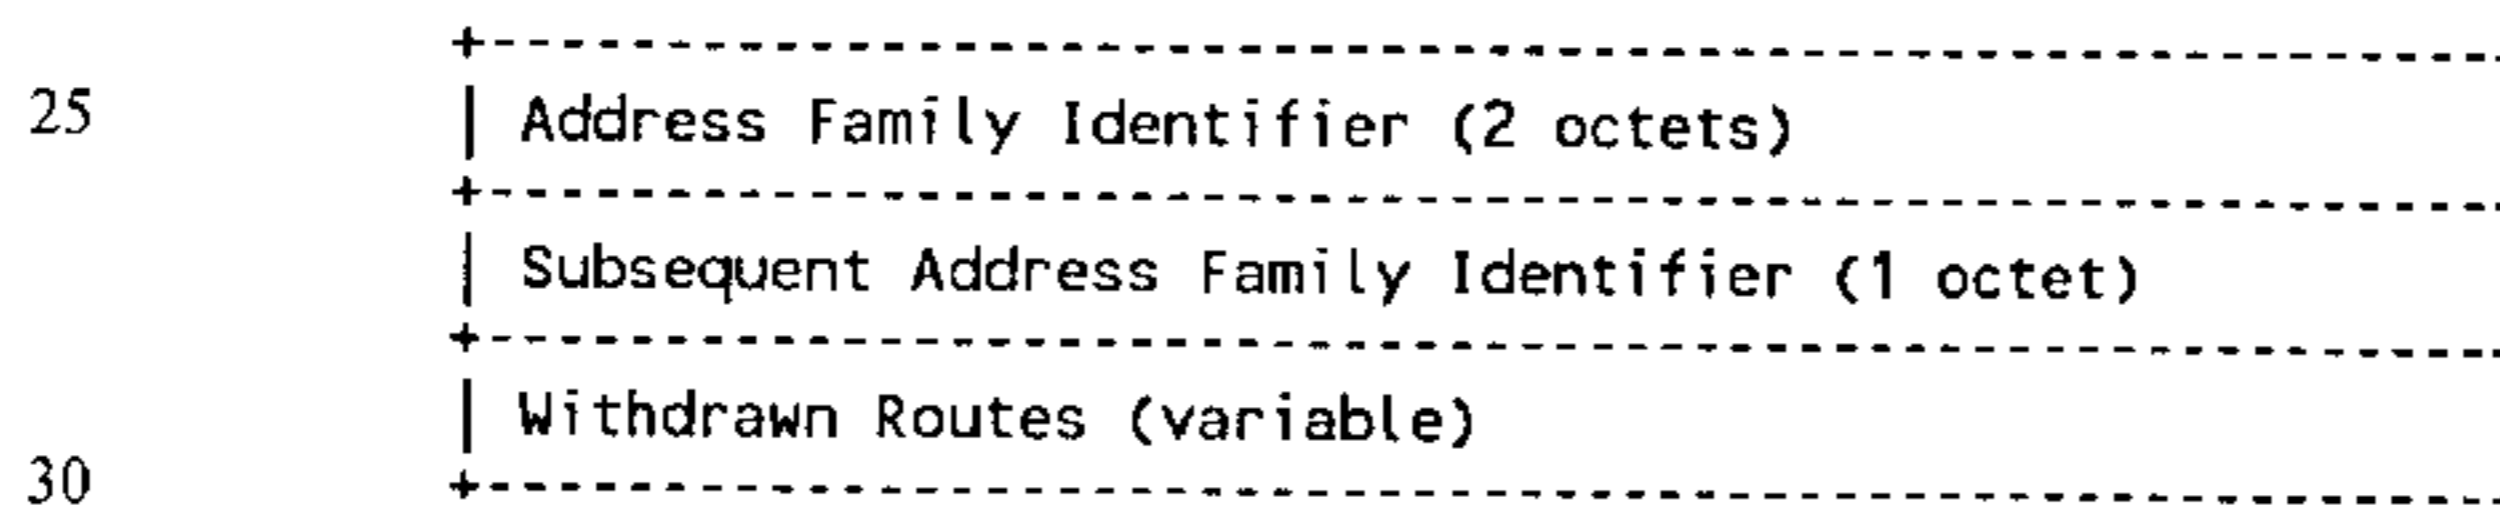 +---------------------------------------------------------
25 | Address Family Identifier (2 octets)
+---------------------------------------------------------
| Subsequent Address Family Identifier (1 octet)
+---------------------------------------------------------
| Withdrawn Routes (variable)
30
+---------------------------------------------------------